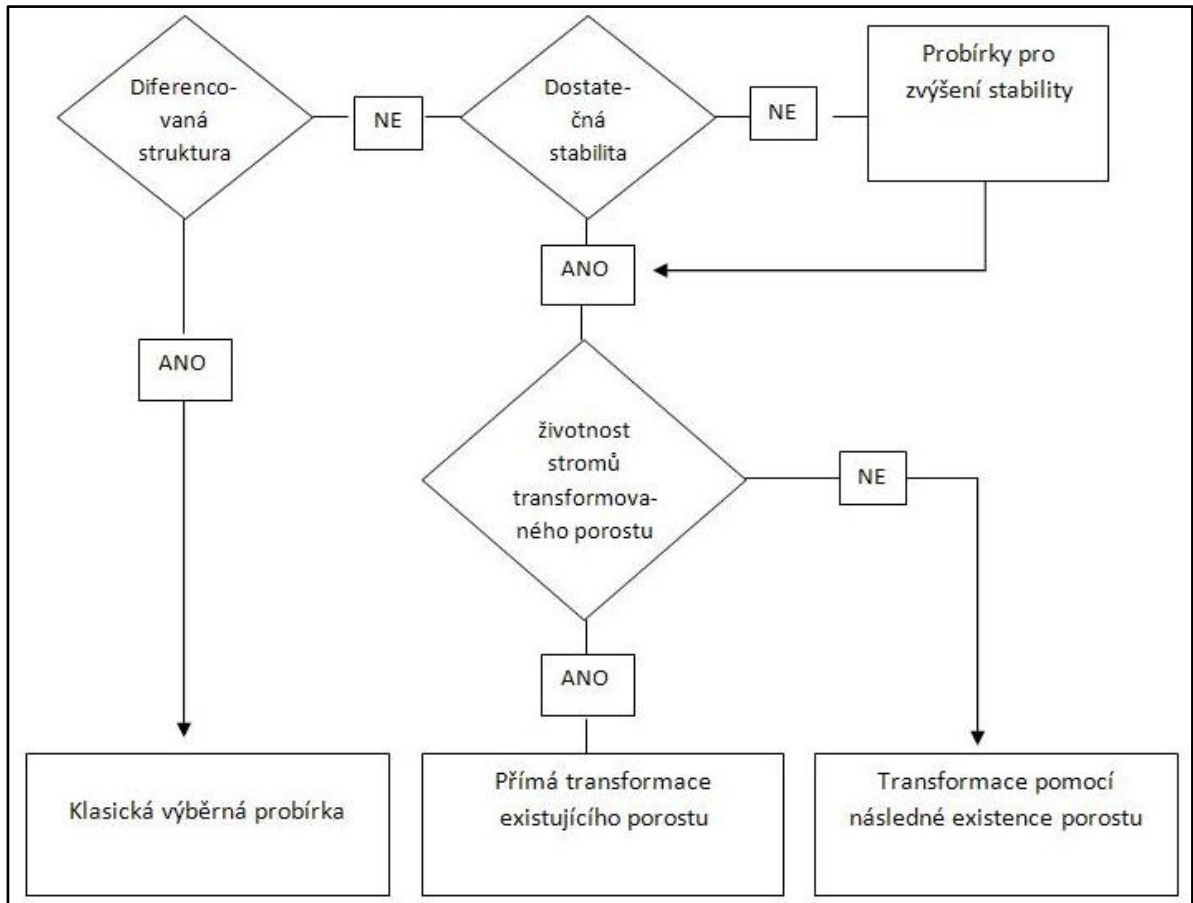 Diferenco-
vaná
struktura
NE
Dostate-
čná
stabilita
NE
Probírky pro
zvýšení stability
ANO
ANO
životnost
stromů
transformova-
ného porostu
NE
ANO
Klasická výběrná probírka
Přímá transformace
existujícího porostu
Transformace pomocí
následné existence porostu